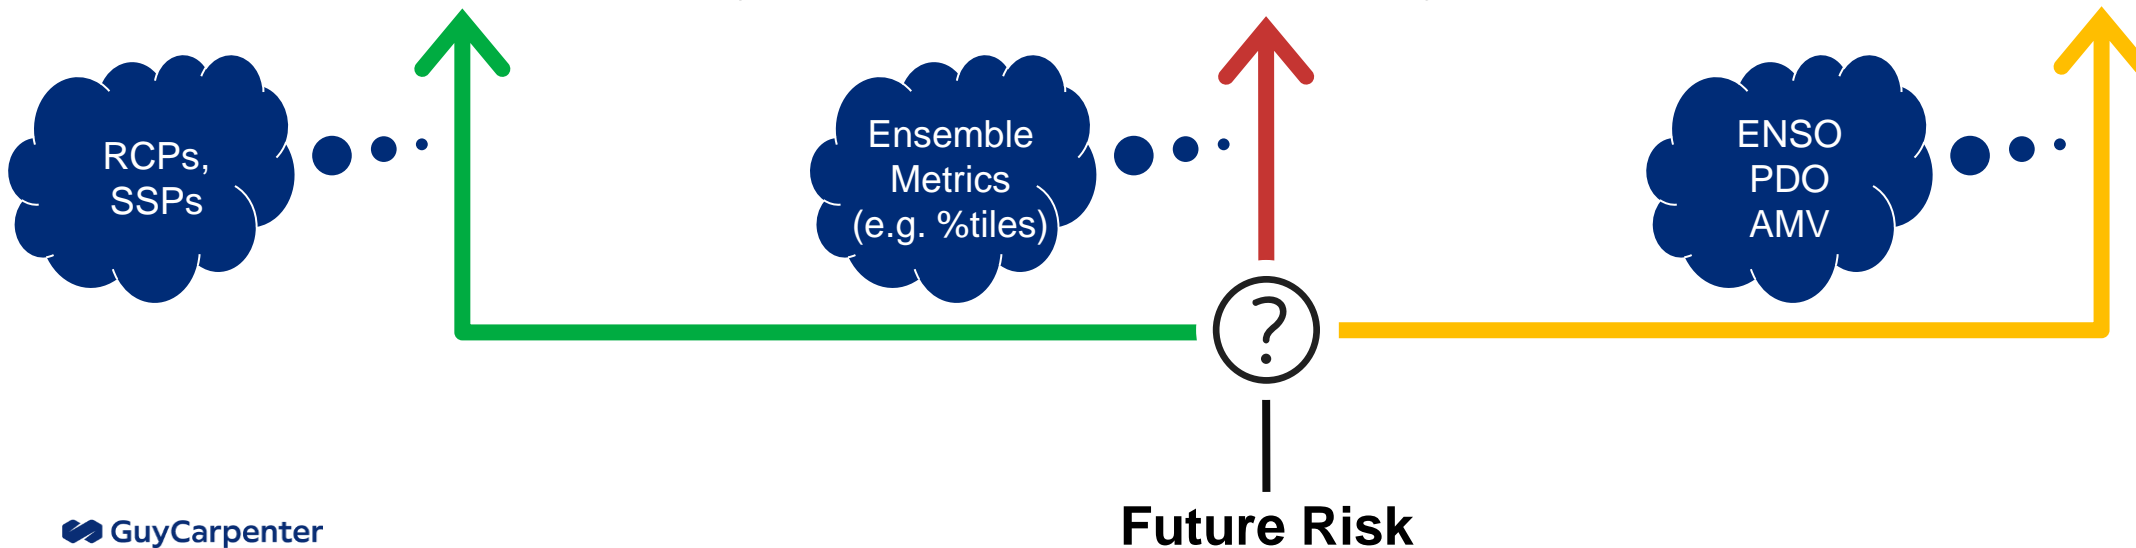 RCPs,
SSPs
Ensemble
Metrics
(e.g. %tiles)
ENSO
PDO
AMV
?
Future Risk
GuyCarpenter